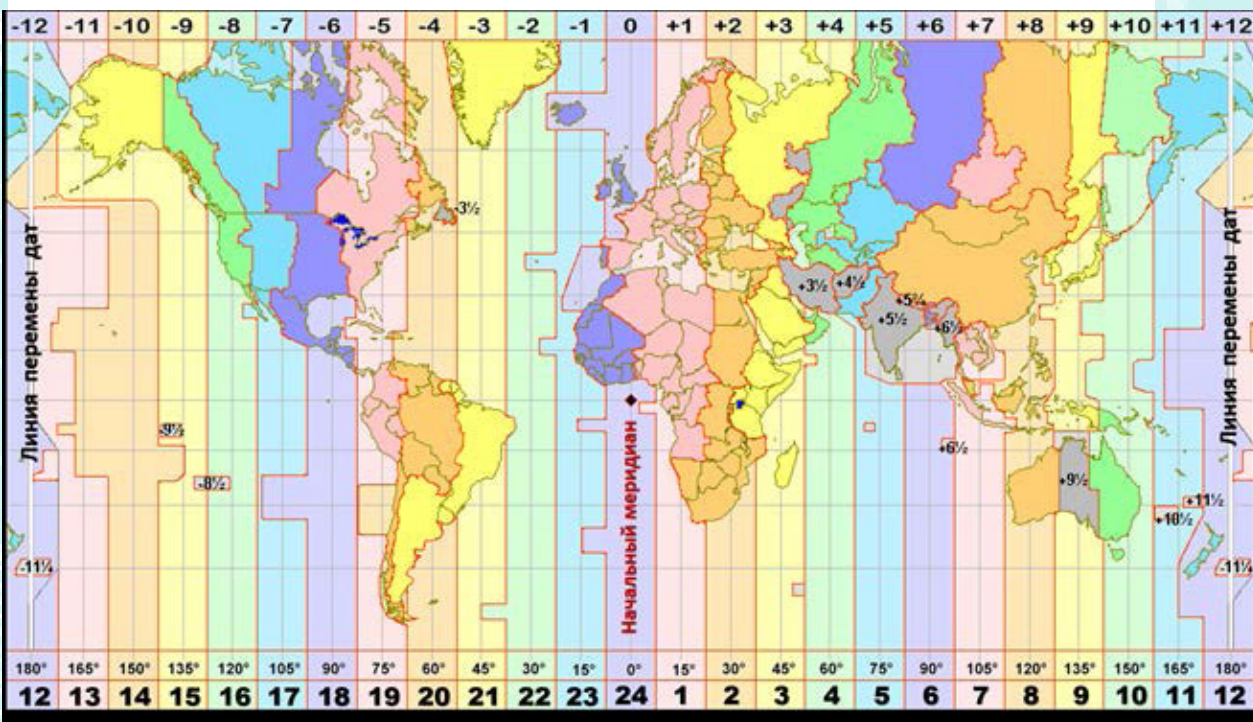 -12 -11 -10 -9 -8 -7 -6 -5 -4 -3 -2 -1 0 +1 +2 +3 +4 +5 +6 +7 +8 +9 +10 +11 +12
-3½
+3½ +4½
+5¾
+5½
+6½
Линия перемены дат
Линия перемены дат
Начальный меридиан
-9½
-8½
+6½
+9½
+11½
+10½
-11¼
-11¼
180° 165° 150° 135° 120° 105° 90° 75° 60° 45° 30° 15° 0° 15° 30° 45° 60° 75° 90° 105° 120° 135° 150° 165° 180°
12 13 14 15 16 17 18 19 20 21 22 23 24 1 2 3 4 5 6 7 8 9 10 11 12